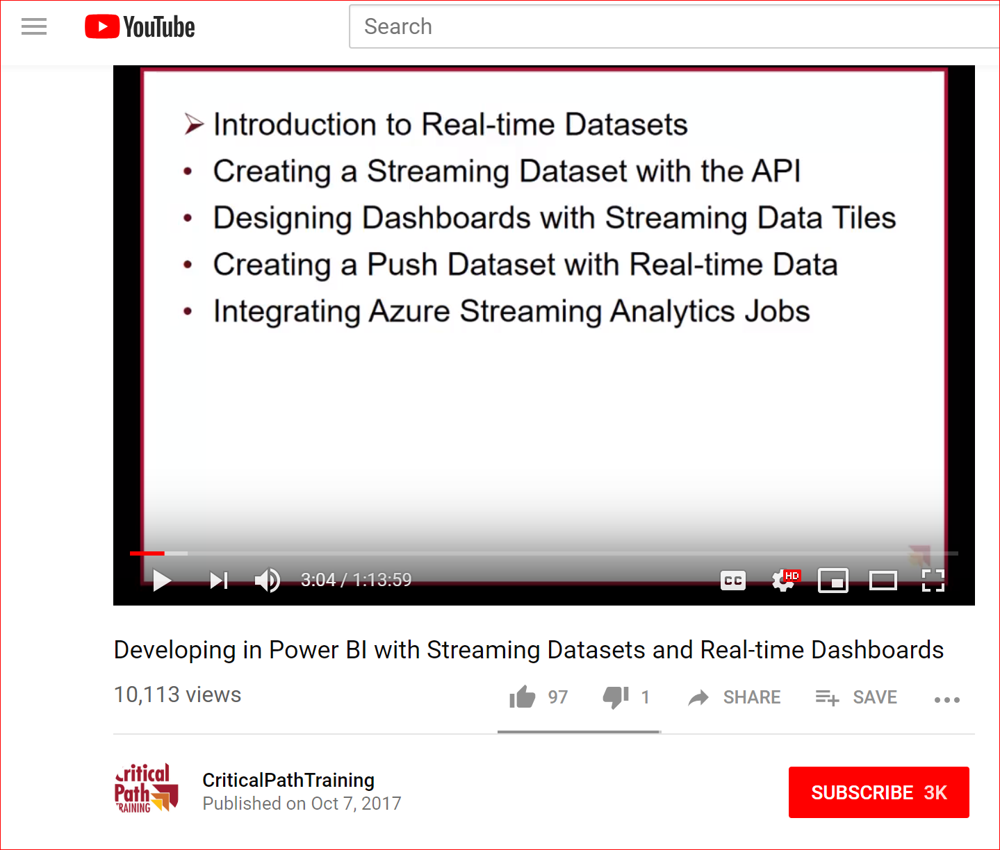 YouTube
Search
Introduction to Real-time Datasets
Creating a Streaming Dataset with the API
Designing Dashboards with Streaming Data Tiles
Creating a Push Dataset with Real-time Data
Integrating Azure Streaming Analytics Jobs
3:04 / 1:13:59
CC
HD
Developing in Power BI with Streaming Datasets and Real-time Dashboards
10,113 views
97
1
SHARE
SAVE
Critical
Path
TRAINING
CriticalPathTraining
Published on Oct 7, 2017
SUBSCRIBE 3K